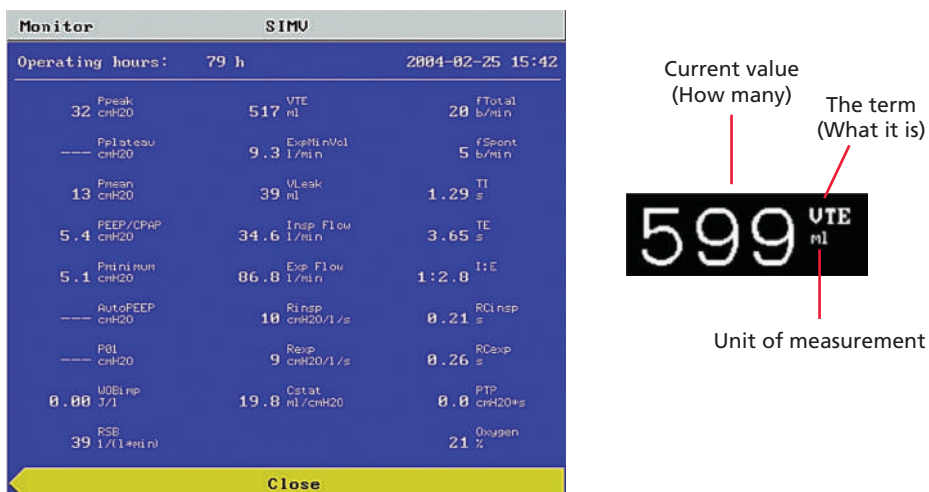 Monitor SIMV
Operating hours: 79 h 2004-02-25 15:42
32 Ppeak cmH2O 517 VTE ml 20 fTotal b/min
--- Pplateau cmH2O 9.3 ExpMinVol l/min 5 fSpont b/min
13 Pmean cmH2O 39 VLeak ml 1.29 TI s
5.4 PEEP/CPAP cmH2O 34.6 Insp Flow l/min 3.65 TE s
5.1 Pminimum cmH2O 86.8 Exp Flow l/min 1:2.8 I:E
--- AutoPEEP cmH2O 10 Rinsp cmH2O/l/s 0.21 RCinsp s
--- P01 cmH2O 9 Rexp cmH2O/l/s 0.26 RCexp s
0.00 WOBimp J/l 19.8 Cstat ml/cmH2O 0.0 PTP cmH2O*s
39 RSB 1/(l*min) 21 Oxygen %
Close
Current value
(How many)
The term
(What it is)
599 VTE
ml
Unit of measurement